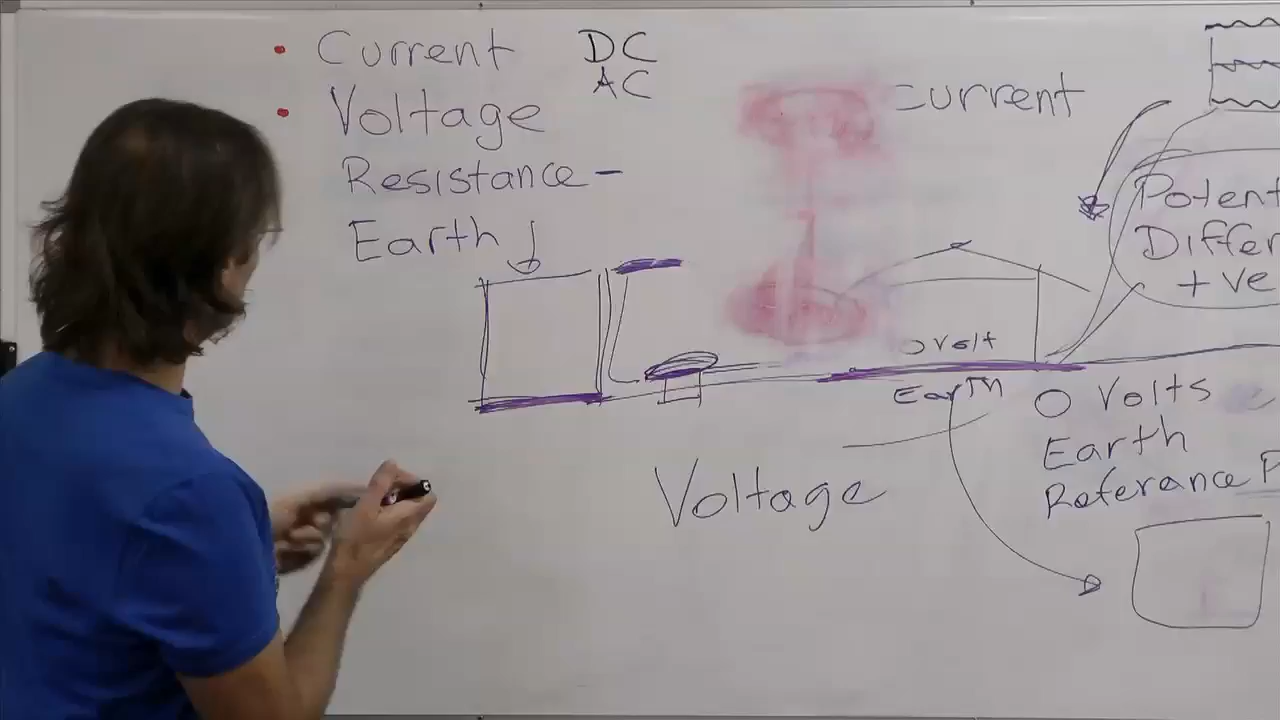 • Current DC
AC
• Voltage
Resistance –
Earth
current
Potent
Differ
+ve
0 Volt
Earth
0 Volts
Earth
Referance P
Voltage